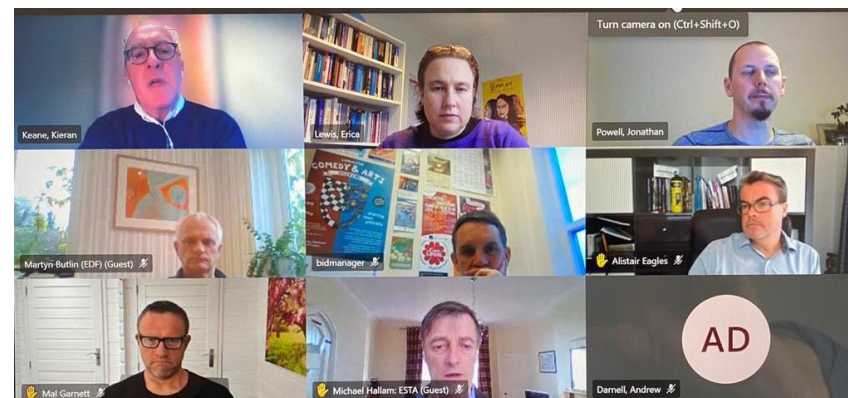 Turn camera on (Ctrl+Shift+O)
Keane, Kieran
Lewis, Erica
Powell, Jonathan
COMEDY & ARTS
Martyn Butlin (EDF) (Guest)
bidmanager
Alistair Eagles
AD
Mal Garnett
Michael Hallam: ESTA (Guest)
Darnell, Andrew